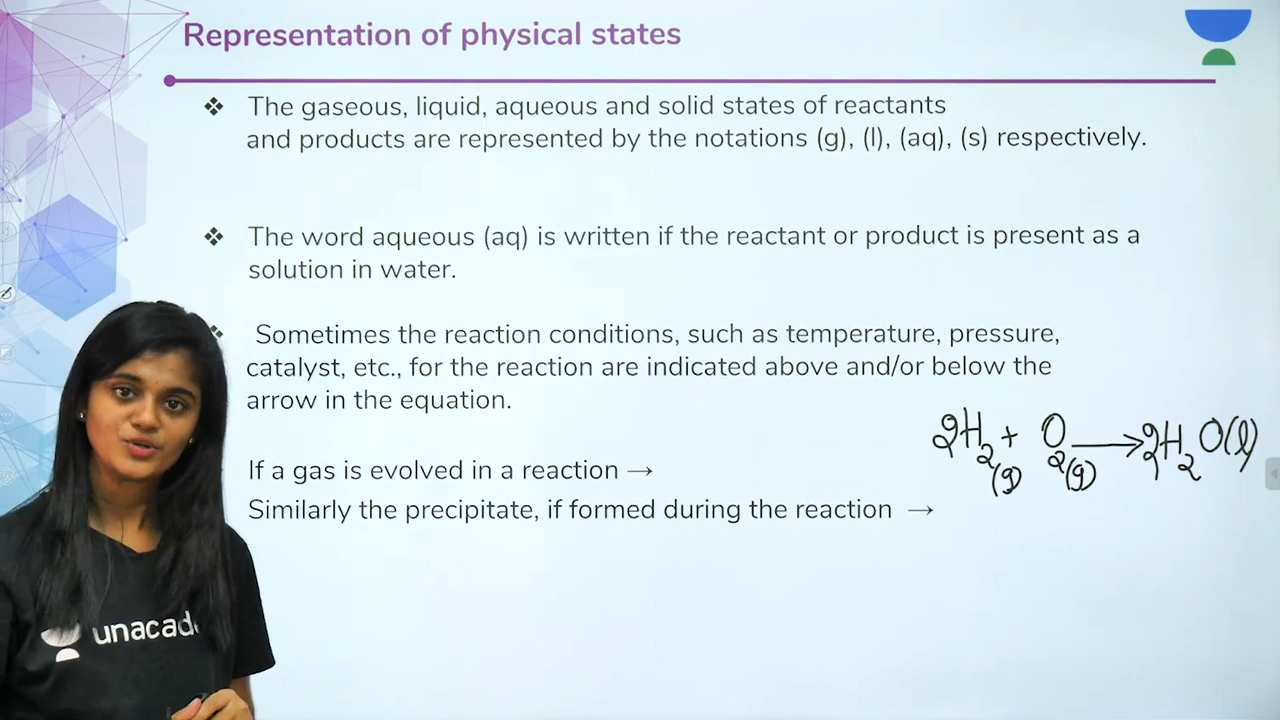 Representation of physical states
❖ The gaseous, liquid, aqueous and solid states of reactants
and products are represented by the notations (g), (l), (aq), (s) respectively.
❖ The word aqueous (aq) is written if the reactant or product is present as a
solution in water.
❖ Sometimes the reaction conditions, such as temperature, pressure,
catalyst, etc., for the reaction are indicated above and/or below the
arrow in the equation.
2H₂(g) + O₂(g) → 2H₂O(l)
If a gas is evolved in a reaction →
Similarly the precipitate, if formed during the reaction →
unacad